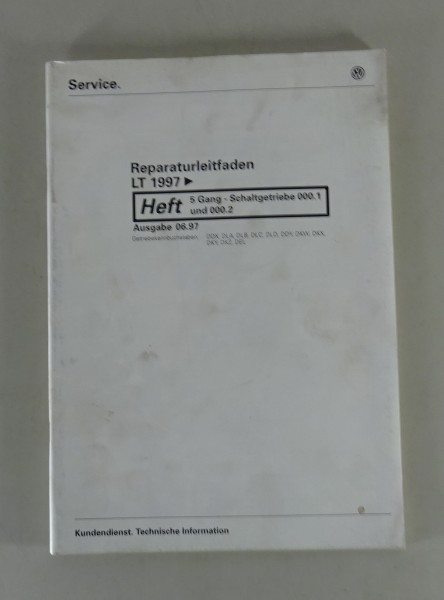 Service.
Reparaturleitfaden
LT 1997 ►
Heft 5 Gang - Schaltgetriebe 000.1
und 000.2
Ausgabe 06.97
Getriebekennbuchstaben:
Kundendienst. Technische Information